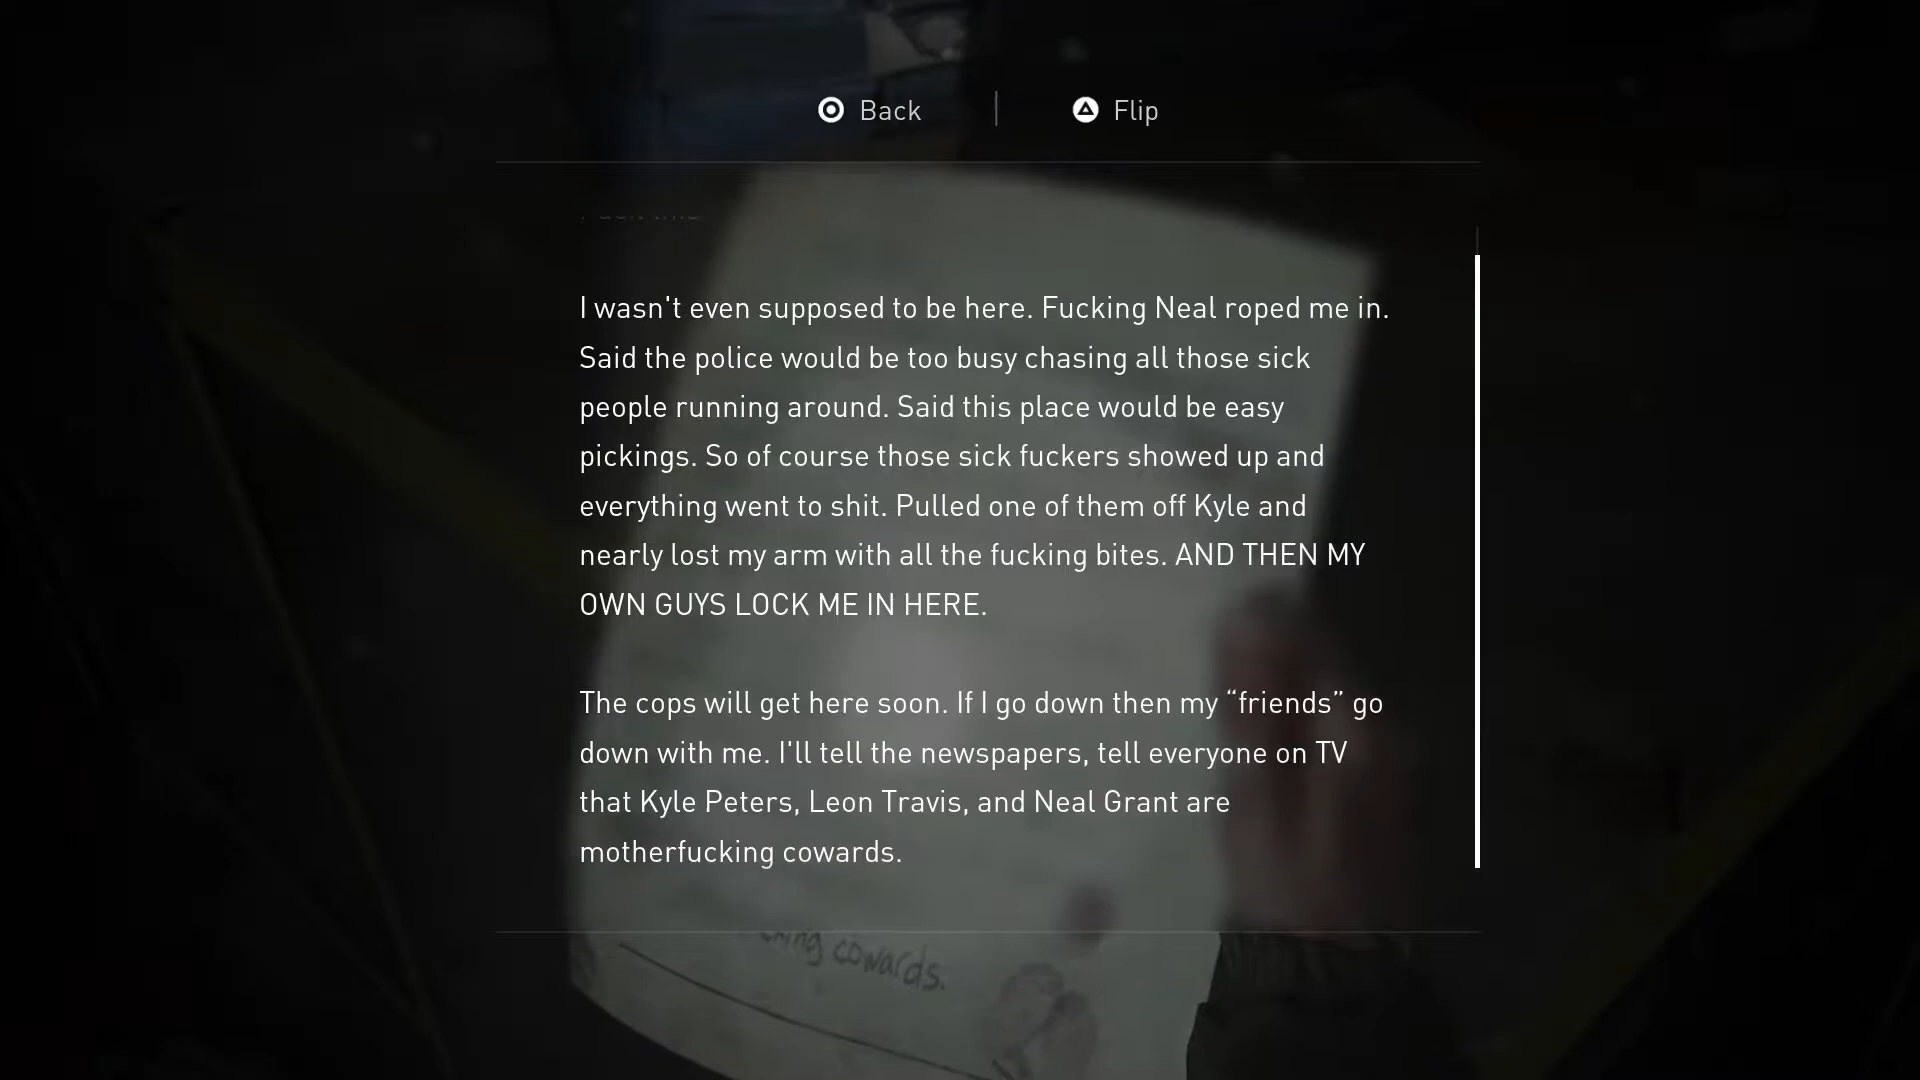 Back
Flip
I wasn't even supposed to be here. Fucking Neal roped me in.
Said the police would be too busy chasing all those sick
people running around. Said this place would be easy
pickings. So of course those sick fuckers showed up and
everything went to shit. Pulled one of them off Kyle and
nearly lost my arm with all the fucking bites. AND THEN MY
OWN GUYS LOCK ME IN HERE.
The cops will get here soon. If I go down then my “friends” go
down with me. I'll tell the newspapers, tell everyone on TV
that Kyle Peters, Leon Travis, and Neal Grant are
motherfucking cowards.
cowards.